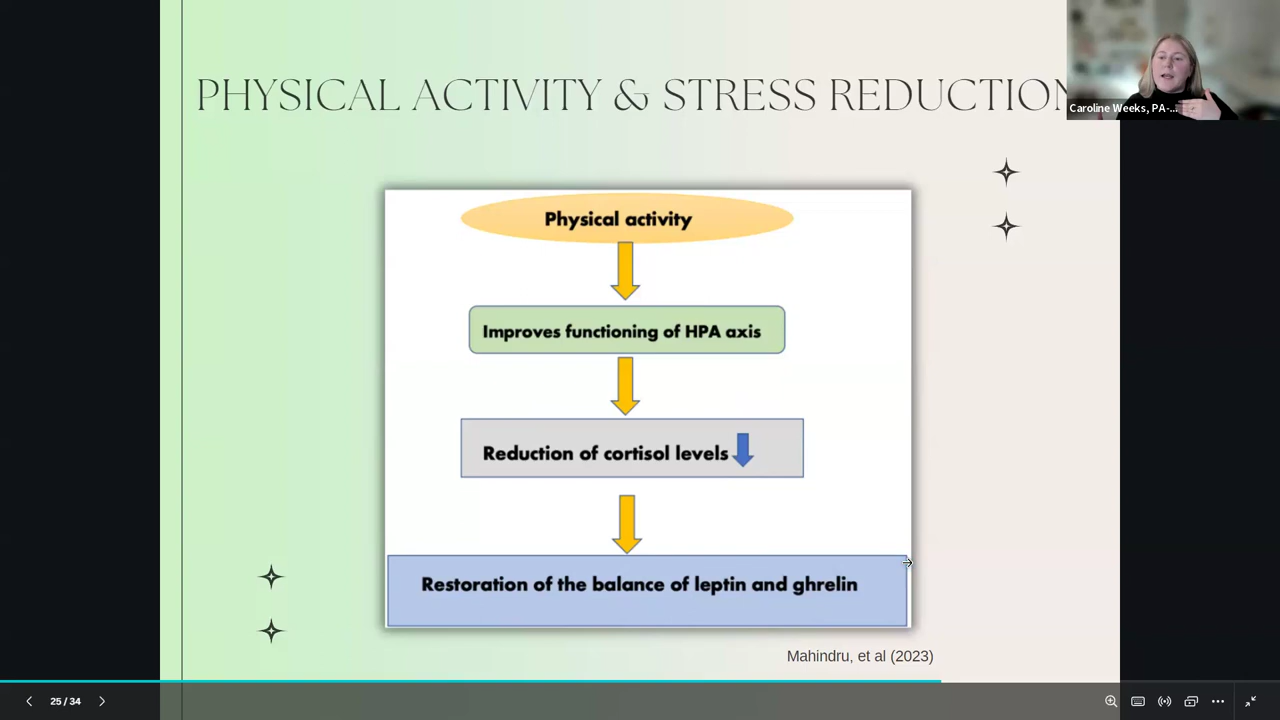 PHYSICAL ACTIVITY & STRESS REDUCTION
Caroline Weeks, PA-...
Physical activity
Improves functioning of HPA axis
Reduction of cortisol levels
Restoration of the balance of leptin and ghrelin
Mahindru, et al (2023)
25 / 34